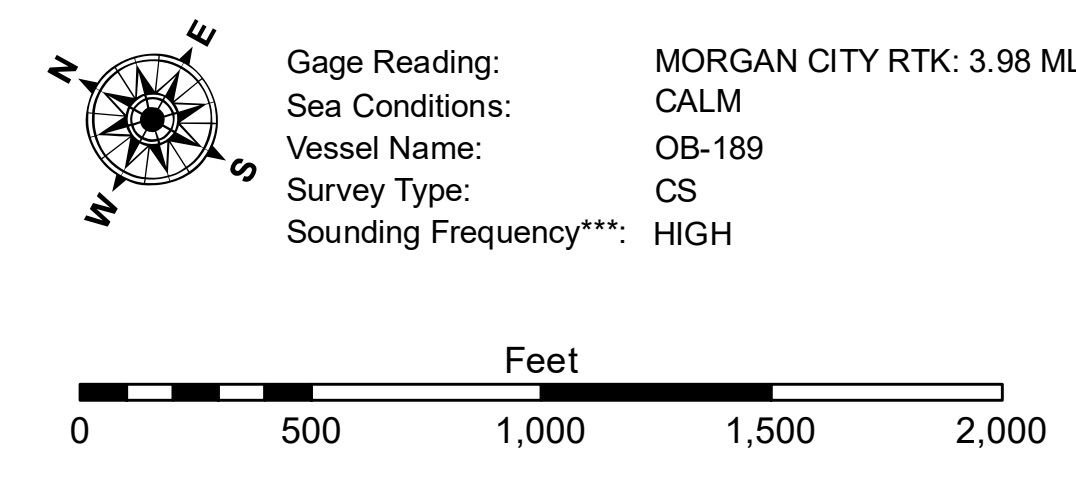 N
E
S
W
Gage Reading: MORGAN CITY RTK: 3.98 ML
Sea Conditions: CALM
Vessel Name: OB-189
Survey Type: CS
Sounding Frequency***: HIGH
Feet
0 500 1,000 1,500 2,000